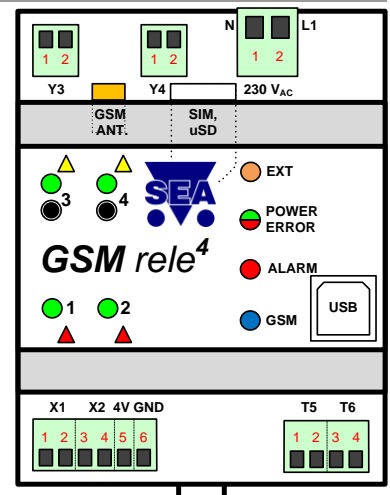 N L1
1 2 1 2 1 2
Y3 Y4 230 VAC
GSM ANT. SIM, uSD
SEA
EXT
3 4
POWER
ERROR
GSM rele4
ALARM
USB
1 2
GSM
X1 X2 4V GND T5 T6
1 2 3 4 5 6 1 2 3 4